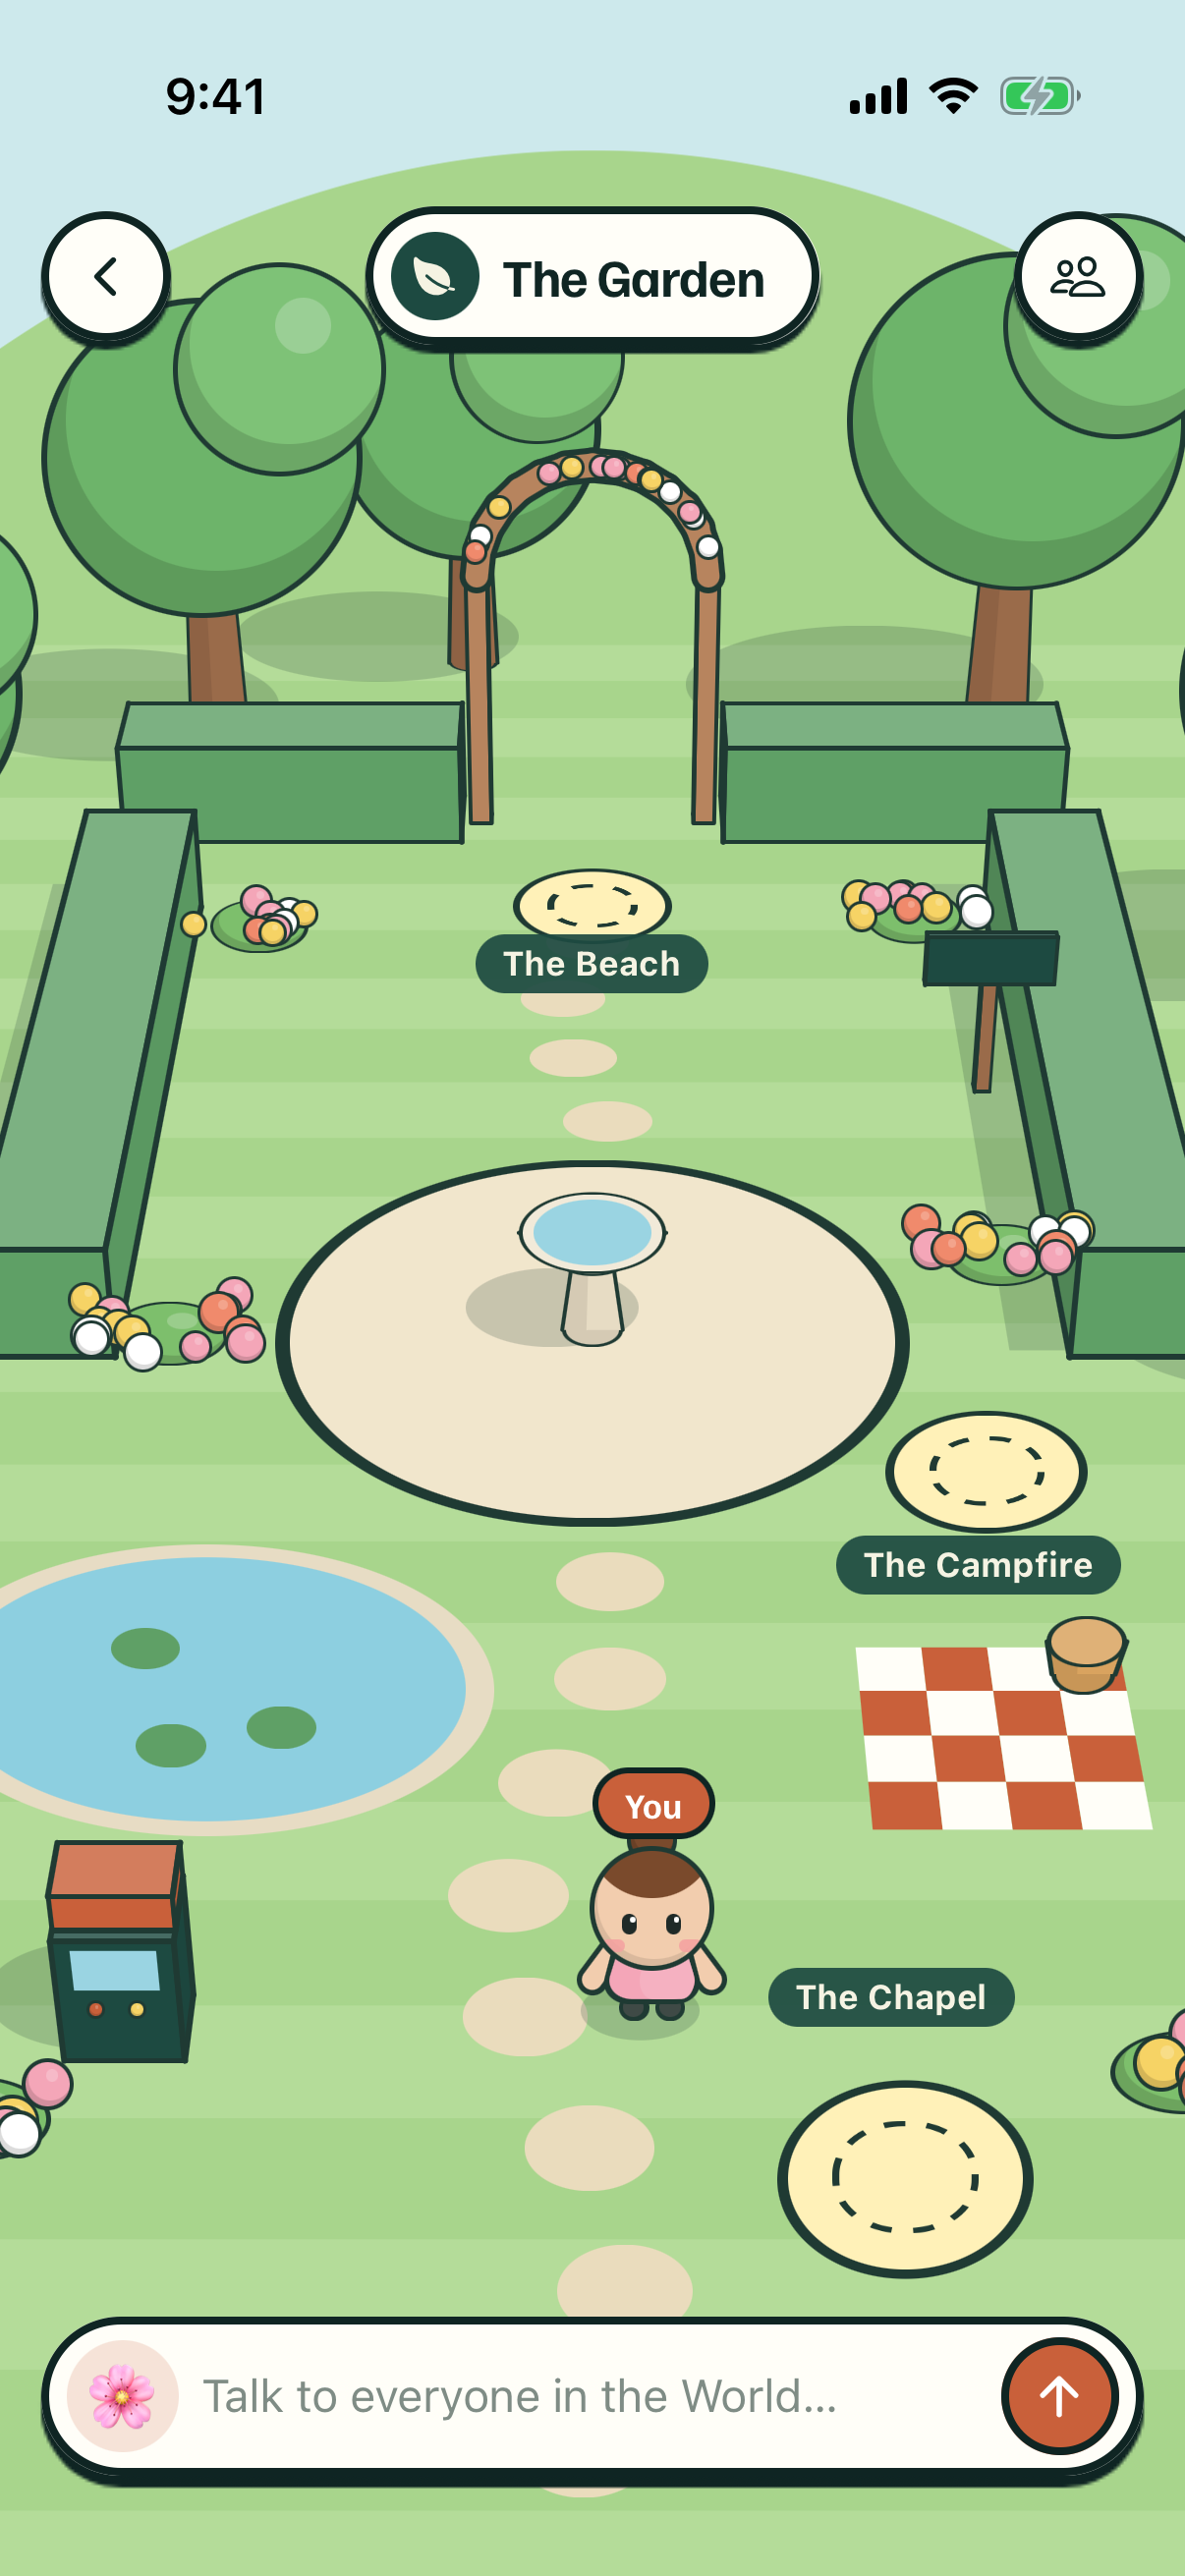 9:41
The Garden
The Beach
The Campfire
You
The Chapel
Talk to everyone in the World...